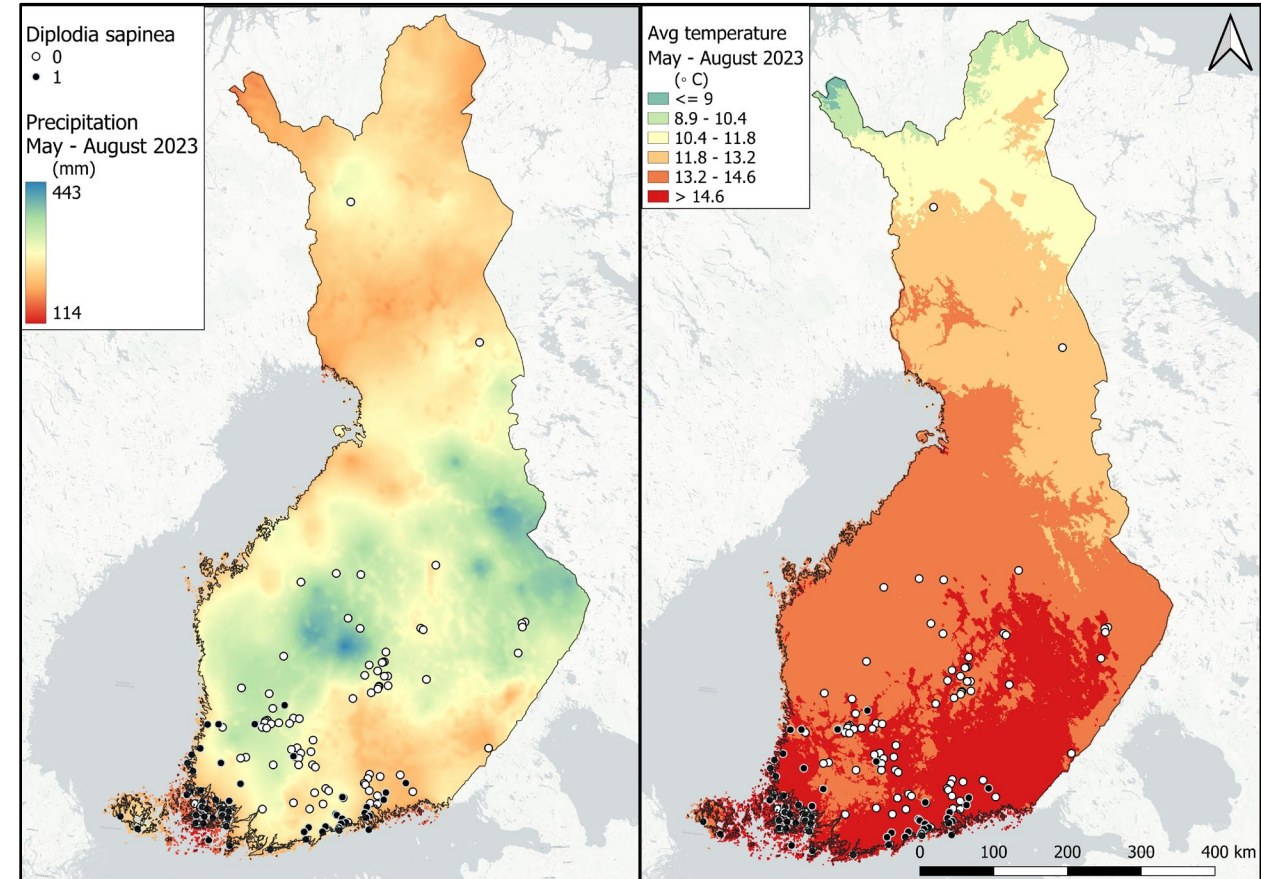 Diplodia sapinea
0
1
Precipitation
May - August 2023
(mm)
443
114
Avg temperature
May - August 2023
(◦ C)
<= 9
8.9 - 10.4
10.4 - 11.8
11.8 - 13.2
13.2 - 14.6
> 14.6
0 100 200 300 400 km